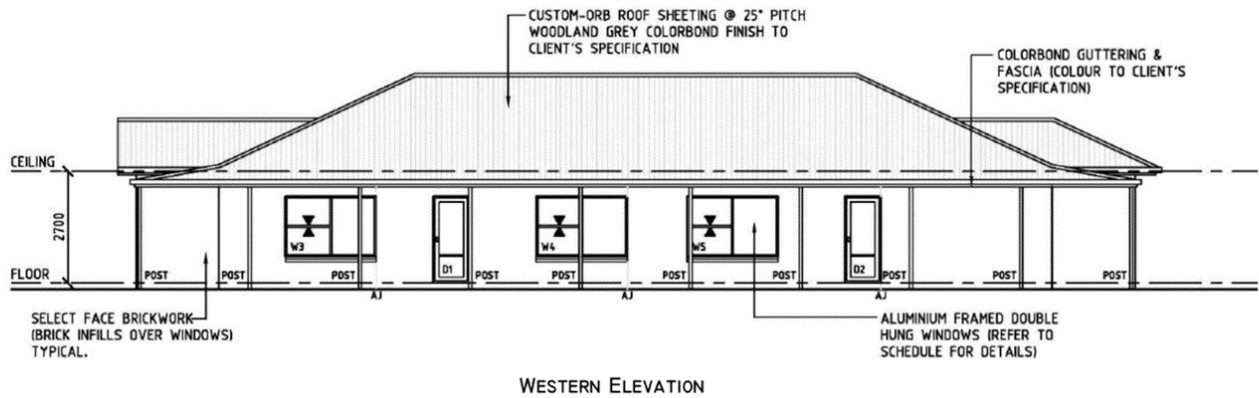 CUSTOM-ORB ROOF SHEETING @ 25° PITCH
WOODLAND GREY COLORBOND FINISH TO
CLIENT'S SPECIFICATION
COLORBOND GUTTERING &
FASCIA (COLOUR TO CLIENT'S
SPECIFICATION)
CEILING
2700
FLOOR
W3
D1
W4
W5
D2
POST
POST
POST
POST
POST
POST
POST
POST
POST
POST
AJ
AJ
AJ
SELECT FACE BRICKWORK
(BRICK INFILLS OVER WINDOWS)
TYPICAL.
ALUMINIUM FRAMED DOUBLE
HUNG WINDOWS (REFER TO
SCHEDULE FOR DETAILS)
WESTERN ELEVATION